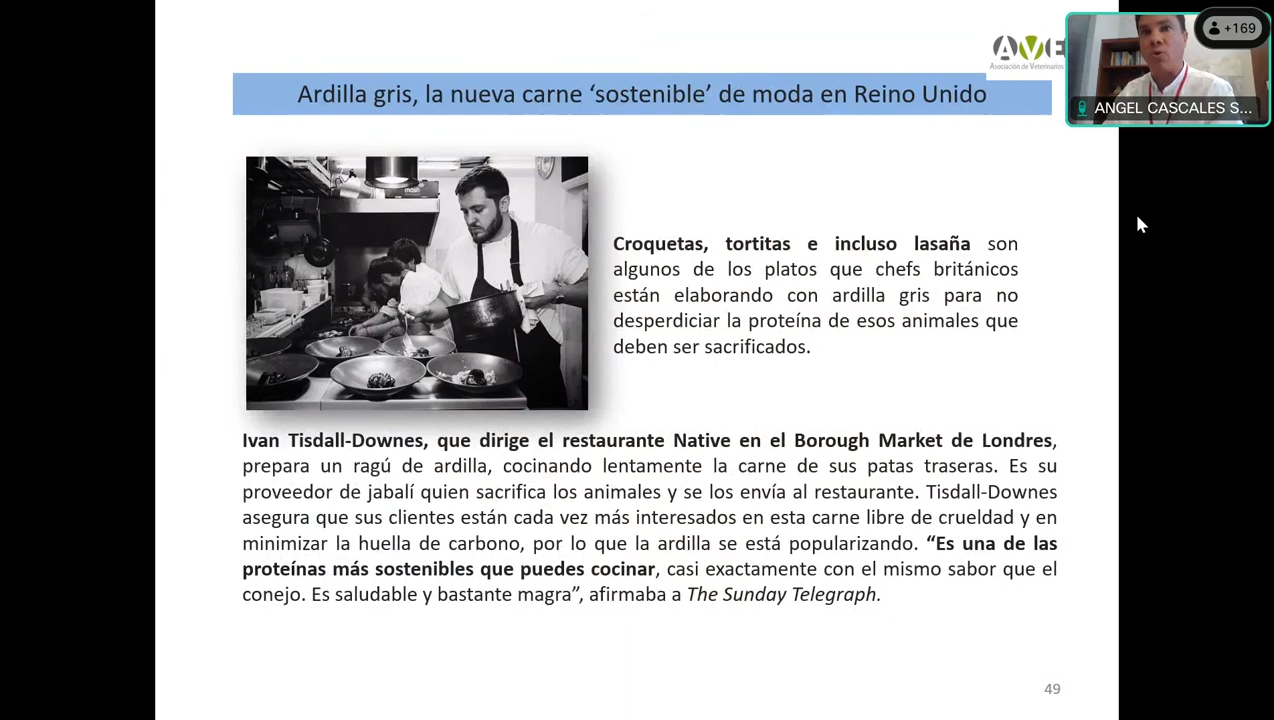 AVE
Asociación de Veterinarios
+169
ANGEL CASCALES S...
Ardilla gris, la nueva carne ‘sostenible’ de moda en Reino Unido
mash
Croquetas, tortitas e incluso lasaña son
algunos de los platos que chefs británicos
están elaborando con ardilla gris para no
desperdiciar la proteína de esos animales que
deben ser sacrificados.
Ivan Tisdall-Downes, que dirige el restaurante Native en el Borough Market de Londres,
prepara un ragú de ardilla, cocinando lentamente la carne de sus patas traseras. Es su
proveedor de jabalí quien sacrifica los animales y se los envía al restaurante. Tisdall-Downes
asegura que sus clientes están cada vez más interesados en esta carne libre de crueldad y en
minimizar la huella de carbono, por lo que la ardilla se está popularizando. “Es una de las
proteínas más sostenibles que puedes cocinar, casi exactamente con el mismo sabor que el
conejo. Es saludable y bastante magra”, afirmaba a The Sunday Telegraph.
49